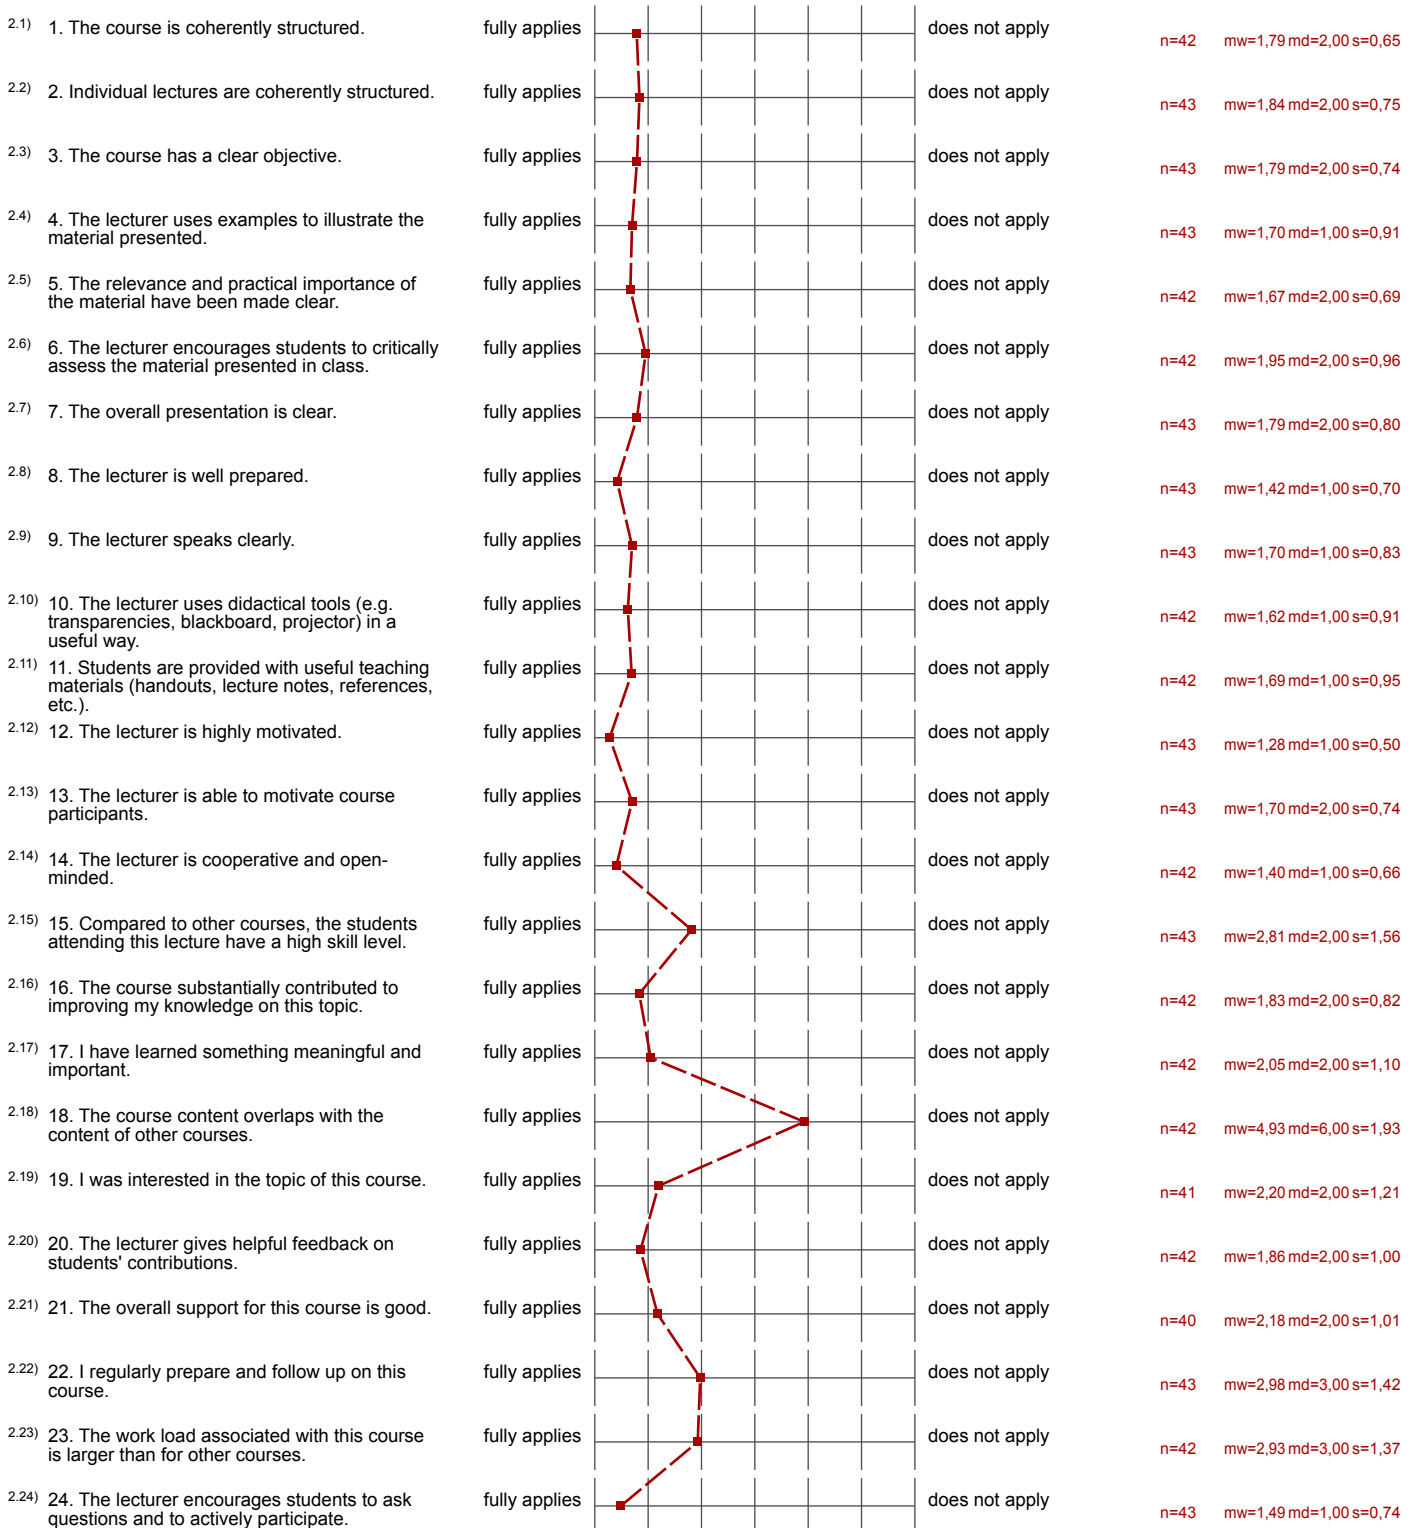 2.1) 1. The course is coherently structured. fully applies does not apply n=42 mw=1,79 md=2,00 s=0,65
2.2) 2. Individual lectures are coherently structured. fully applies does not apply n=43 mw=1,84 md=2,00 s=0,75
2.3) 3. The course has a clear objective. fully applies does not apply n=43 mw=1,79 md=2,00 s=0,74
2.4) 4. The lecturer uses examples to illustrate the fully applies does not apply
material presented. n=43 mw=1,70 md=1,00 s=0,91
2.5) 5. The relevance and practical importance of fully applies does not apply
the material have been made clear. n=42 mw=1,67 md=2,00 s=0,69
2.6) 6. The lecturer encourages students to critically fully applies does not apply
assess the material presented in class. n=42 mw=1,95 md=2,00 s=0,96
2.7) 7. The overall presentation is clear. fully applies does not apply n=43 mw=1,79 md=2,00 s=0,80
2.8) 8. The lecturer is well prepared. fully applies does not apply n=43 mw=1,42 md=1,00 s=0,70
2.9) 9. The lecturer speaks clearly. fully applies does not apply n=43 mw=1,70 md=1,00 s=0,83
2.10) 10. The lecturer uses didactical tools (e.g. fully applies does not apply
transparencies, blackboard, projector) in a n=42 mw=1,62 md=1,00 s=0,91
useful way.
2.11) 11. Students are provided with useful teaching fully applies does not apply
materials (handouts, lecture notes, references, n=42 mw=1,69 md=1,00 s=0,95
etc.).
2.12) 12. The lecturer is highly motivated. fully applies does not apply n=43 mw=1,28 md=1,00 s=0,50
2.13) 13. The lecturer is able to motivate course fully applies does not apply
participants. n=43 mw=1,70 md=2,00 s=0,74
2.14) 14. The lecturer is cooperative and open- fully applies does not apply
minded. n=42 mw=1,40 md=1,00 s=0,66
2.15) 15. Compared to other courses, the students fully applies does not apply
attending this lecture have a high skill level. n=43 mw=2,81 md=2,00 s=1,56
2.16) 16. The course substantially contributed to fully applies does not apply
improving my knowledge on this topic. n=42 mw=1,83 md=2,00 s=0,82
2.17) 17. I have learned something meaningful and fully applies does not apply
important. n=42 mw=2,05 md=2,00 s=1,10
2.18) 18. The course content overlaps with the fully applies does not apply
content of other courses. n=42 mw=4,93 md=6,00 s=1,93
2.19) 19. I was interested in the topic of this course. fully applies does not apply n=41 mw=2,20 md=2,00 s=1,21
2.20) 20. The lecturer gives helpful feedback on fully applies does not apply
students' contributions. n=42 mw=1,86 md=2,00 s=1,00
2.21) 21. The overall support for this course is good. fully applies does not apply n=40 mw=2,18 md=2,00 s=1,01
2.22) 22. I regularly prepare and follow up on this fully applies does not apply
course. n=43 mw=2,98 md=3,00 s=1,42
2.23) 23. The work load associated with this course fully applies does not apply
is larger than for other courses. n=42 mw=2,93 md=3,00 s=1,37
2.24) 24. The lecturer encourages students to ask fully applies does not apply
questions and to actively participate. n=43 mw=1,49 md=1,00 s=0,74